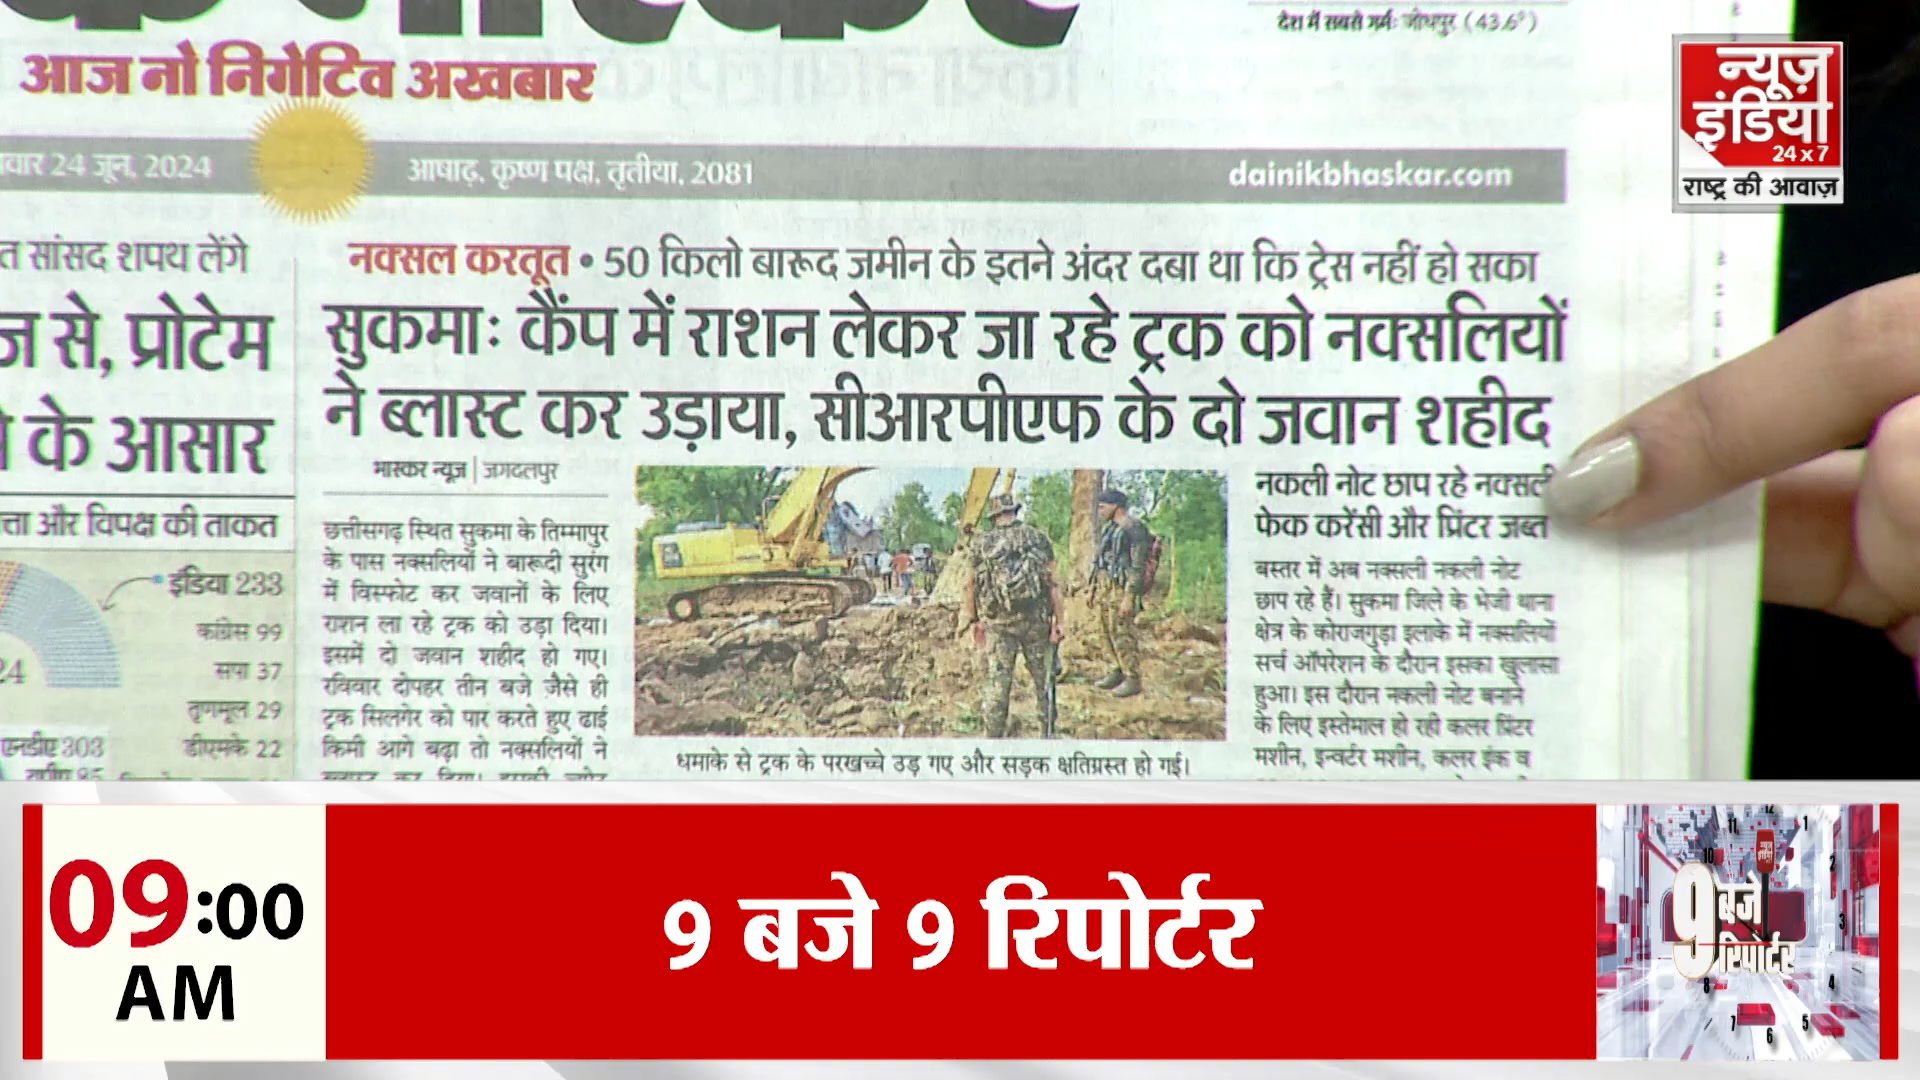 देश में सबसे गर्म: जोधपुर (43.6°)
आज नो निगेटिव अखबार
24 जून, 2024
आषाढ़, कृष्ण पक्ष, तृतीया, 2081
dainikbhaskar.com
न्यूज़
इंडिया
24x7
राष्ट्र की आवाज़
सांसद शपथ लेंगे
से, प्रोटेम
के आसार
और विपक्ष की ताकत
इंडिया 233
कांग्रेस 99
सपा 37
तृणमूल 29
डीएमके 22
एनडीए 303
नक्सल करतूत • 50 किलो बारूद जमीन के इतने अंदर दबा था कि ट्रेस नहीं हो सका
सुकमा: कैंप में राशन लेकर जा रहे ट्रक को नक्सलियों
ने ब्लास्ट कर उड़ाया, सीआरपीएफ के दो जवान शहीद
भास्कर न्यूज | जगदलपुर
छत्तीसगढ़ स्थित सुकमा के तिम्मापुर
के पास नक्सलियों ने बारूदी सुरंग
में विस्फोट कर जवानों के लिए
राशन ला रहे ट्रक को उड़ा दिया।
इसमें दो जवान शहीद हो गए।
रविवार दोपहर तीन बजे जैसे ही
ट्रक सिलगेर को पार करते हुए ढाई
किमी आगे बढ़ा तो नक्सलियों ने
धमाके से ट्रक के परखच्चे उड़ गए और सड़क क्षतिग्रस्त हो गई।
नकली नोट छाप रहे नक्सली
फेक करेंसी और प्रिंटर जब्त
बस्तर में अब नक्सली नकली नोट
छाप रहे हैं। सुकमा जिले के भेजी थाना
क्षेत्र के कोराजगुड़ा इलाके में नक्सलियों
सर्च ऑपरेशन के दौरान इसका खुलासा
हुआ। इस दौरान नकली नोट बनाने
के लिए इस्तेमाल हो रही कलर प्रिंटर
मशीन, इन्वर्टर मशीन, कलर इंक व
09:00
AM
9 बजे 9 रिपोर्टर
9 बजे
रिपोर्टर